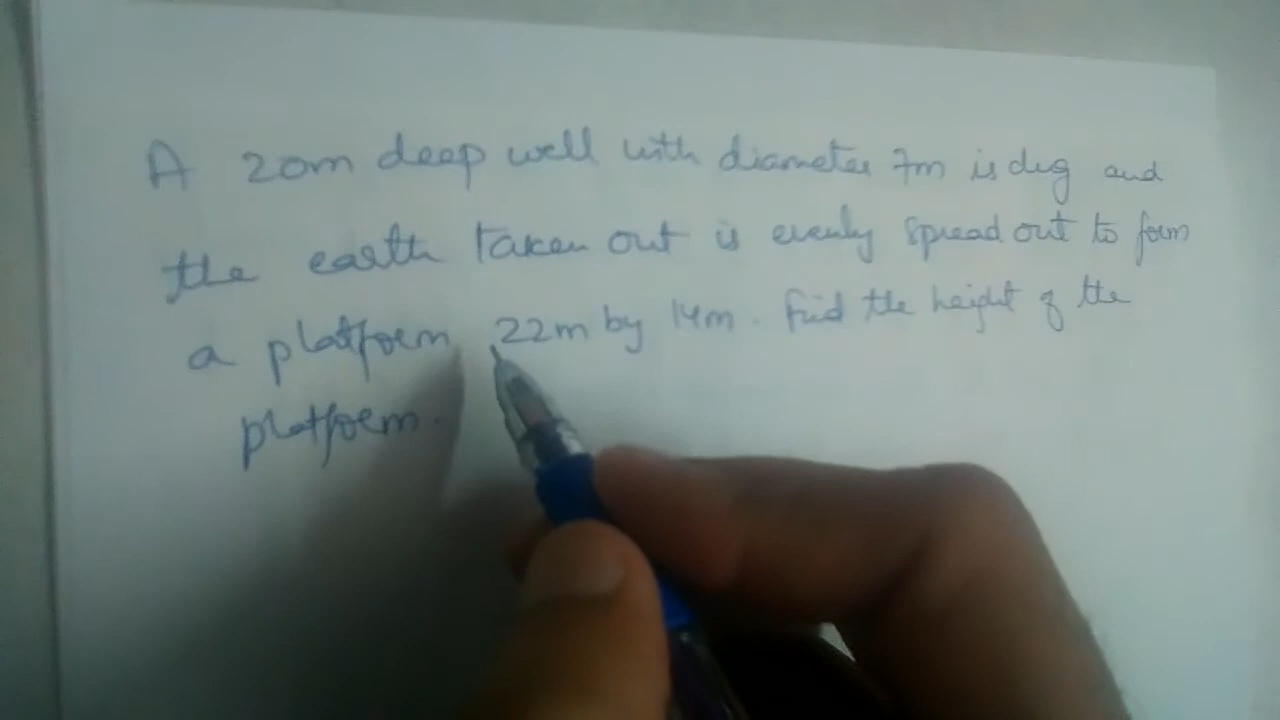 A 20m deep well with diameter 7m is dug and
the earth taken out is evenly spread out to form
a platform 22m by 14m. Find the height of the
platform.